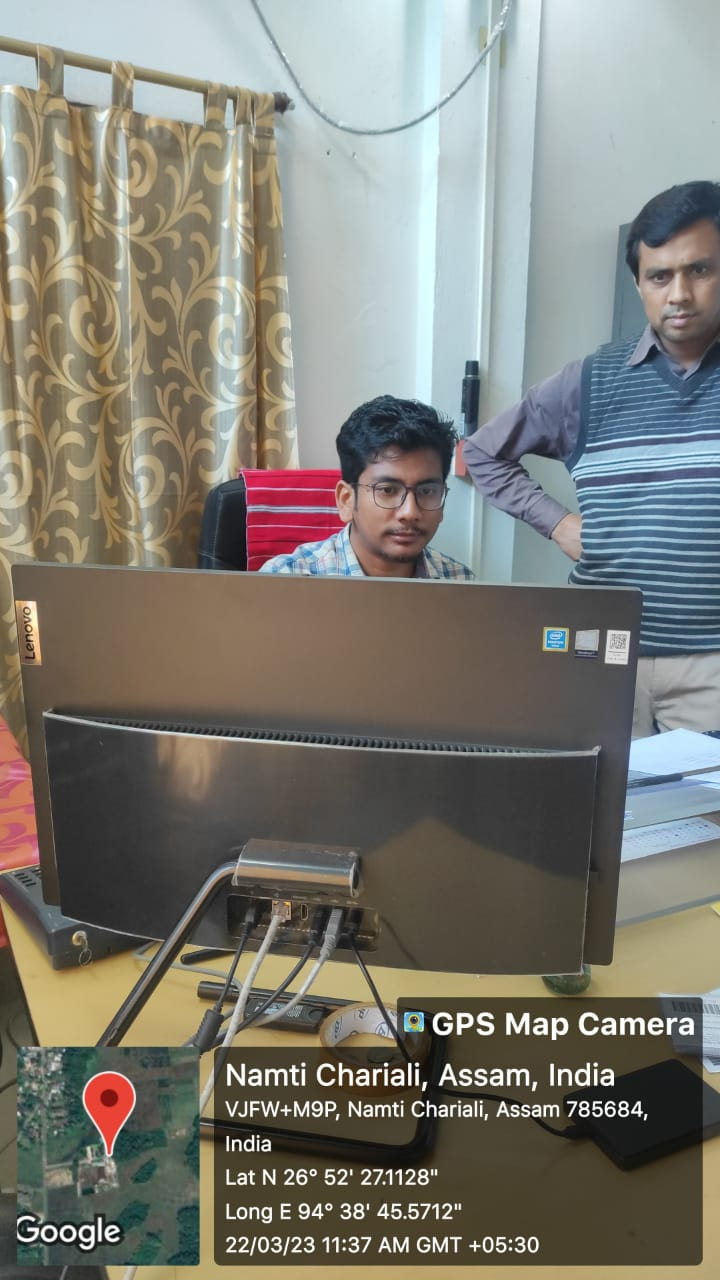 Lenovo
intel
GPS Map Camera
Namti Chariali, Assam, India
VJFW+M9P, Namti Chariali, Assam 785684,
India
Lat N 26° 52' 27.1128"
Long E 94° 38' 45.5712"
22/03/23 11:37 AM GMT +05:30
Google